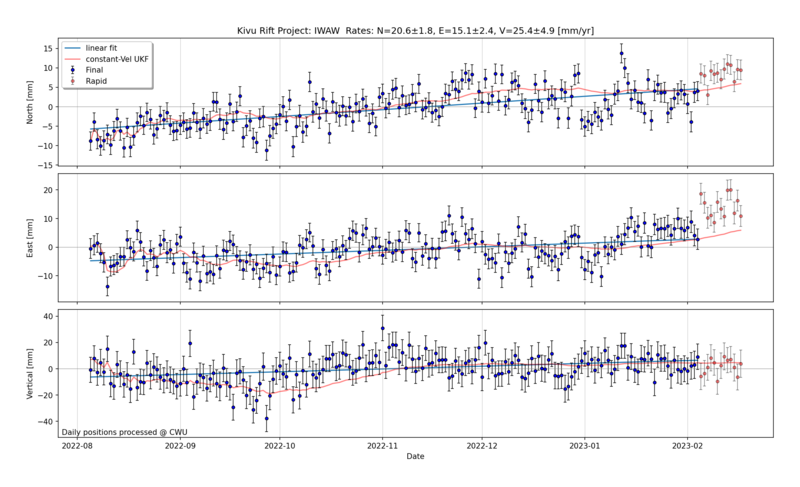 Kivu Rift Project: IWAW  Rates: N=20.6±1.8, E=15.1±2.4, V=25.4±4.9 [mm/yr]
linear fit
constant-Vel UKF
Final
Rapid
North [mm]
15
10
5
0
−5
−10
−15
East [mm]
20
10
0
−10
Vertical [mm]
40
20
0
−20
−40
Daily positions processed @ CWU
2022-08
2022-09
2022-10
2022-11
2022-12
2023-01
2023-02
Date